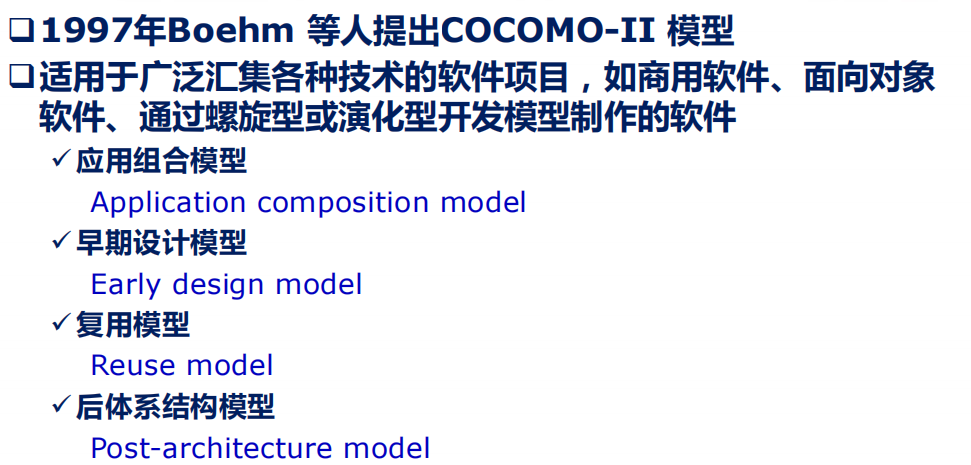 ❑1997年Boehm 等人提出COCOMO-II 模型
❑适用于广泛汇集各种技术的软件项目，如商用软件、面向对象
软件、通过螺旋型或演化型开发模型制作的软件
✓应用组合模型
Application composition model
✓早期设计模型
Early design model
✓复用模型
Reuse model
✓后体系结构模型
Post-architecture model